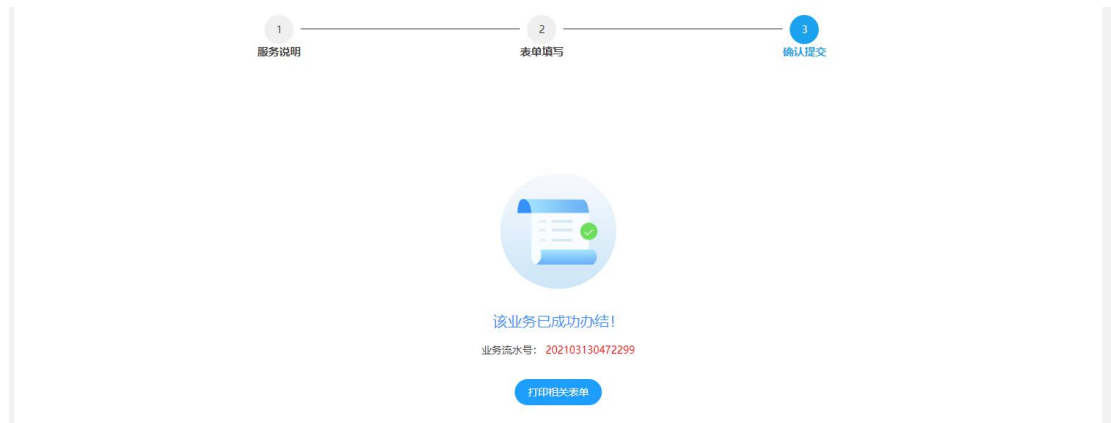 1
2
3
服务说明
表单填写
确认提交
该业务已成功办结!
业务流水号: 202103130472299
打印相关表单